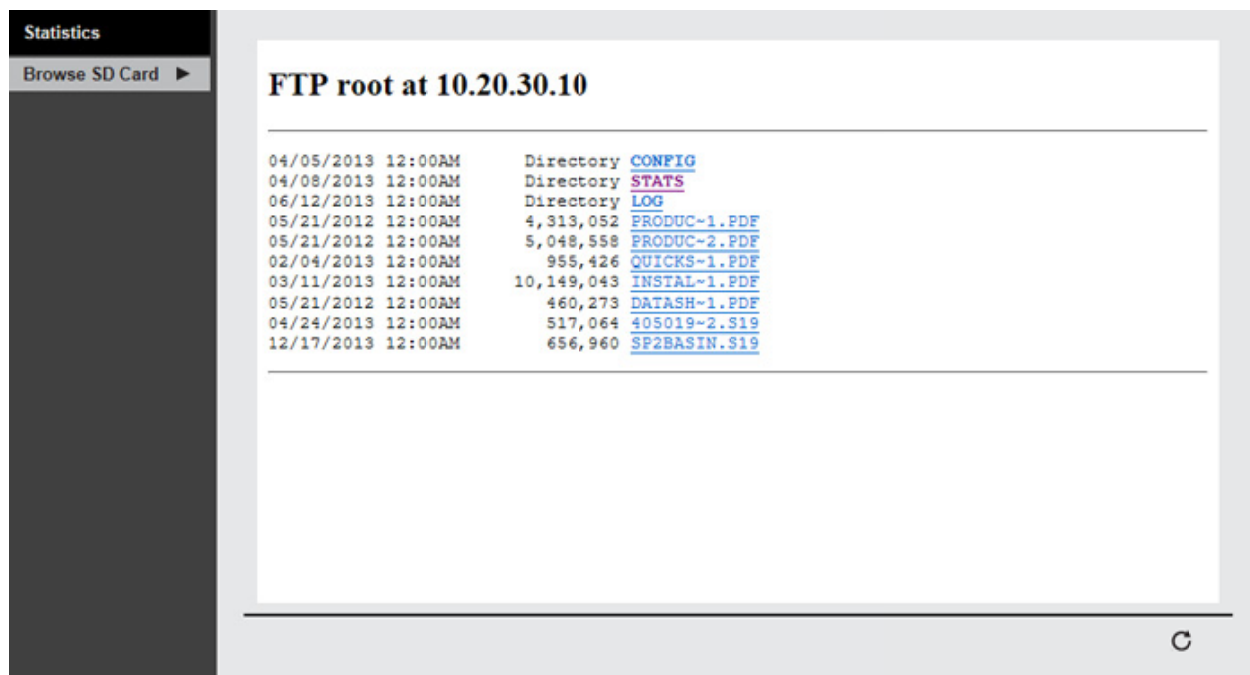 Statistics
Browse SD Card
FTP root at 10.20.30.10
04/05/2013 12:00AM Directory CONFIG
04/08/2013 12:00AM Directory STATS
06/12/2013 12:00AM Directory LOG
05/21/2012 12:00AM 4,313,052 PRODUC~1.PDF
05/21/2012 12:00AM 5,048,558 PRODUC~2.PDF
02/04/2013 12:00AM 955,426 QUICKS~1.PDF
03/11/2013 12:00AM 10,149,043 INSTAL~1.PDF
05/21/2012 12:00AM 460,273 DATASH~1.PDF
04/24/2013 12:00AM 517,064 405019~2.S19
12/17/2013 12:00AM 656,960 SP2BASIN.S19